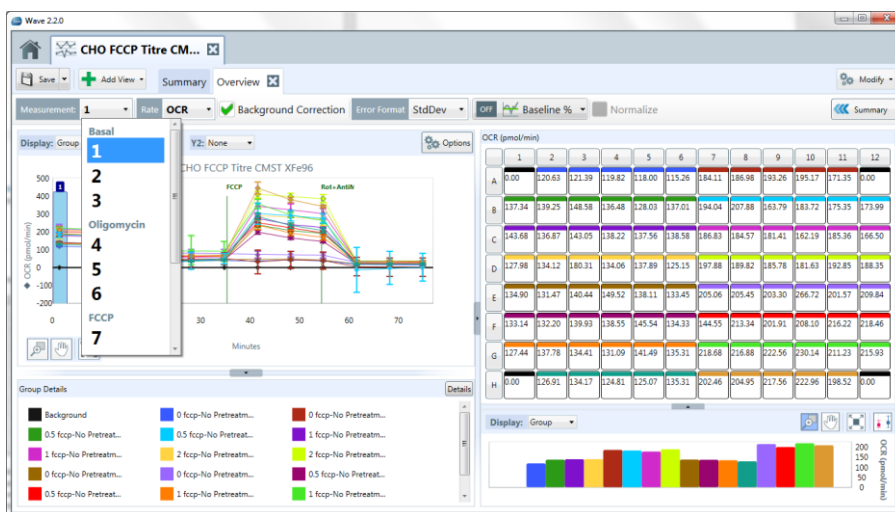 Wave 2.2.0
CHO FCCP Titre CM...
Save
Add View
Summary
Overview
Modify
Measurement: 1
Rate OCR
Background Correction
Error Format StdDev
OFF
Baseline %
Normalize
Summary
Basal
1
2
3
Oligomycin
4
5
6
FCCP
7
Display: Group
Y2: None
Options
CHO FCCP Titre CMST XFe96
1
FCCP
OCR (pmol/min)
500
400
300
200
100
0
-100
-200
0
30 40 50 60 70
Minutes
Group Details
Details
Background
0 fccp-No Pretreatm...
0 fccp-No Pretreatm...
0.5 fccp-No Pretreat...
0.5 fccp-No Pretreat...
1 fccp-No Pretreatm...
1 fccp-No Pretreatm...
2 fccp-No Pretreatm...
2 fccp-No Pretreatm...
0 fccp-No Pretreatm...
0 fccp-No Pretreatm...
0.5 fccp-No Pretreat...
0.5 fccp-No Pretreat...
1 fccp-No Pretreatm...
1 fccp-No Pretreatm...
OCR (pmol/min)
1 2 3 4 5 6 7 8 9 10 11 12
A 0.00 120.63 121.39 119.82 118.00 115.26 184.11 186.98 193.26 195.17 171.35 0.00
B 137.34 139.25 148.58 136.48 128.03 137.01 194.04 207.88 163.79 183.72 175.35 173.99
C 143.68 136.87 143.05 138.22 137.56 138.58 186.83 184.57 181.41 162.19 185.36 166.50
D 127.98 134.12 180.31 134.06 137.89 125.15 197.88 189.82 185.78 181.63 192.85 188.35
E 134.90 131.47 140.44 149.52 138.11 133.45 205.06 205.45 203.30 266.72 201.57 209.84
F 133.14 132.20 139.93 138.55 145.54 134.33 144.55 213.34 201.91 208.10 216.22 218.46
G 127.44 137.78 134.41 131.09 141.49 135.31 218.68 216.88 222.56 230.14 211.23 215.93
H 0.00 126.91 134.17 124.81 125.07 135.31 202.46 204.95 217.56 222.96 198.52 0.00
Display: Group
200
150
100
50
0
OCR (pmol/min)